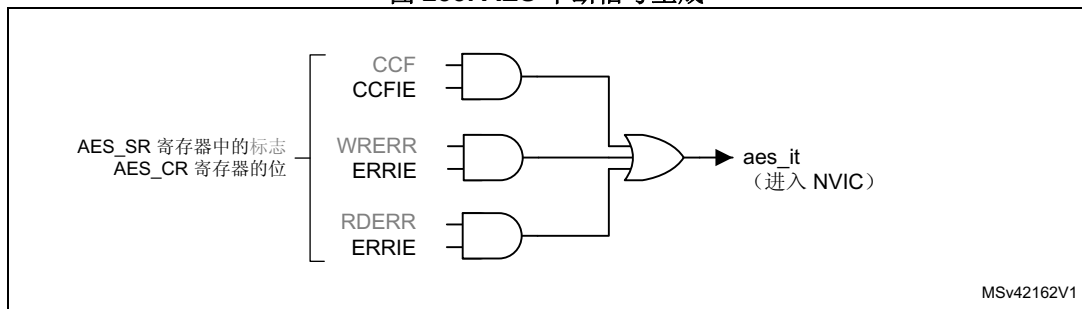 CCF
CCFIE
AES_SR 寄存器中的标志
AES_CR 寄存器的位
WRERR
ERRIE
aes_it
（进入 NVIC）
RDERR
ERRIE
MSv42162V1